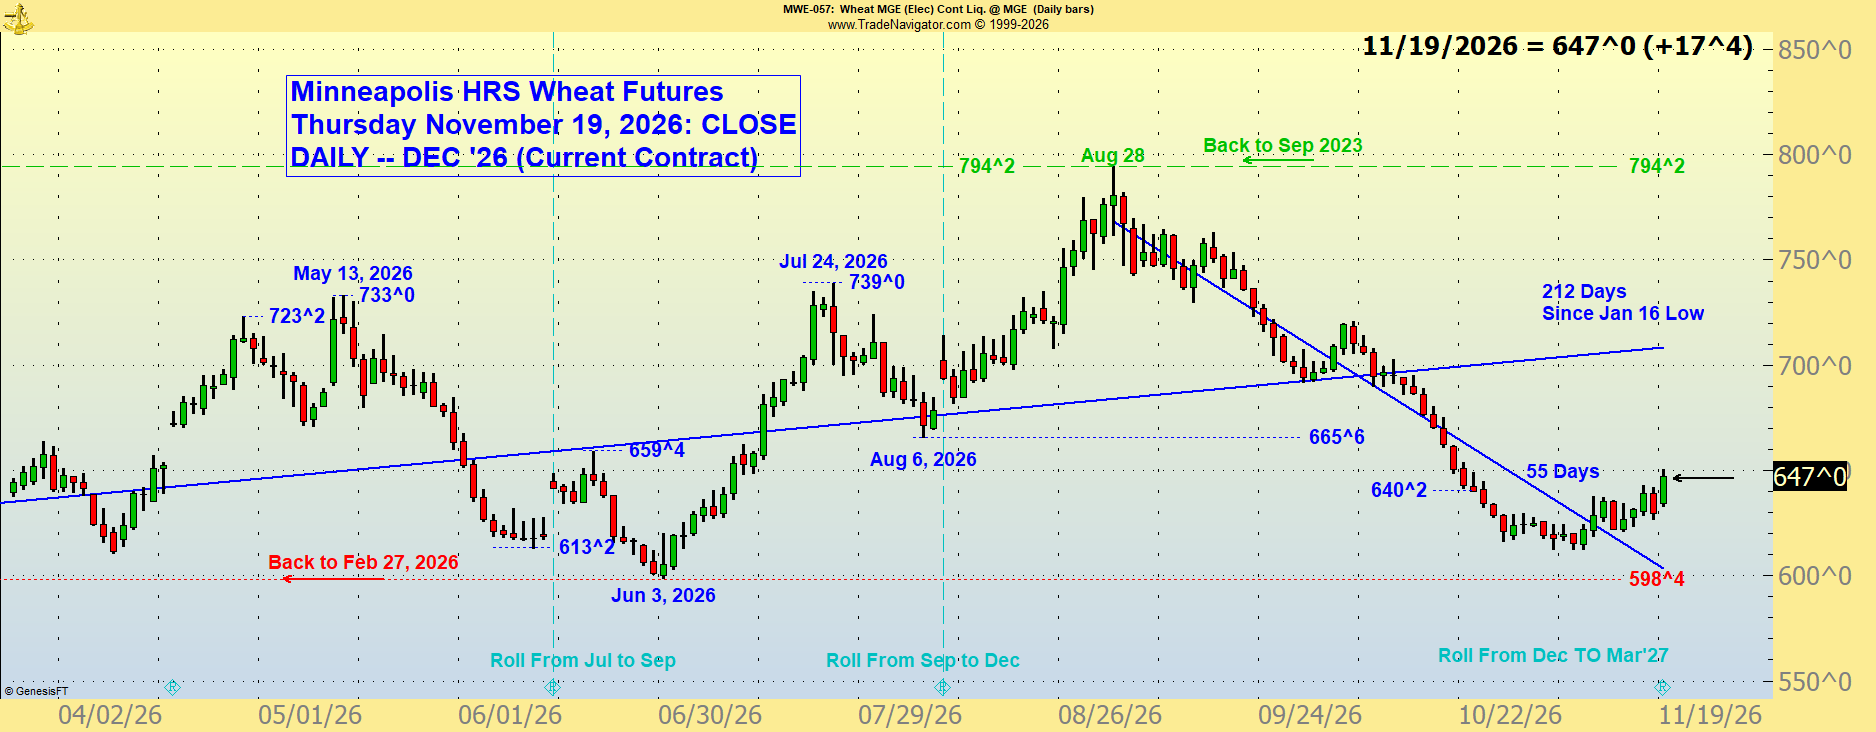 MWE-057: Wheat MGE (Elec) Cont Liq. @ MGE (Daily bars)
www.TradeNavigator.com © 1999-2026
11/19/2026 = 647^0 (+17^4)
Minneapolis HRS Wheat Futures
Thursday November 19, 2026: CLOSE
DAILY -- DEC '26 (Current Contract)
850^0
800^0
750^0
700^0
647^0
600^0
550^0
Back to Sep 2023
Aug 28
794^2
794^2
Jul 24, 2026
739^0
May 13, 2026
733^0
723^2
212 Days
Since Jan 16 Low
659^4
665^6
Aug 6, 2026
55 Days
640^2
613^2
Back to Feb 27, 2026
598^4
Jun 3, 2026
Roll From Jul to Sep
Roll From Sep to Dec
Roll From Dec TO Mar'27
R
R
R
R
© GenesisFT
04/02/26
05/01/26
06/01/26
06/30/26
07/29/26
08/26/26
09/24/26
10/22/26
11/19/26